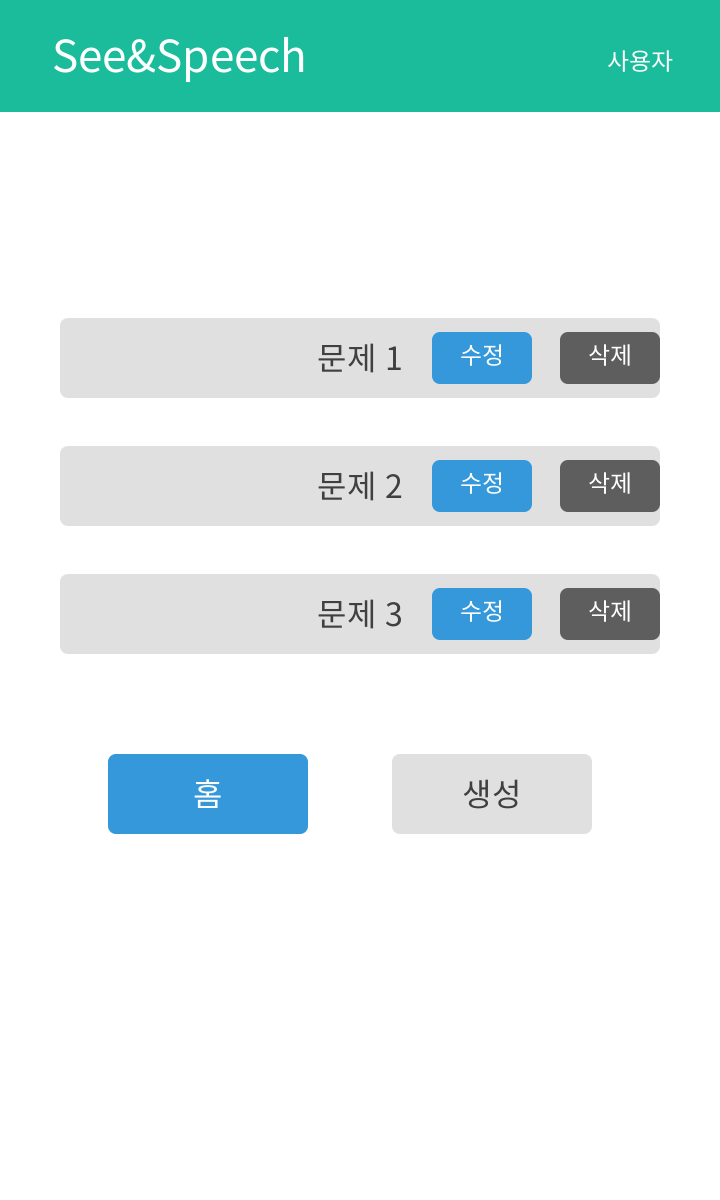 See&Speech 사용자
문제 1 수정 삭제
문제 2 수정 삭제
문제 3 수정 삭제
홈 생성